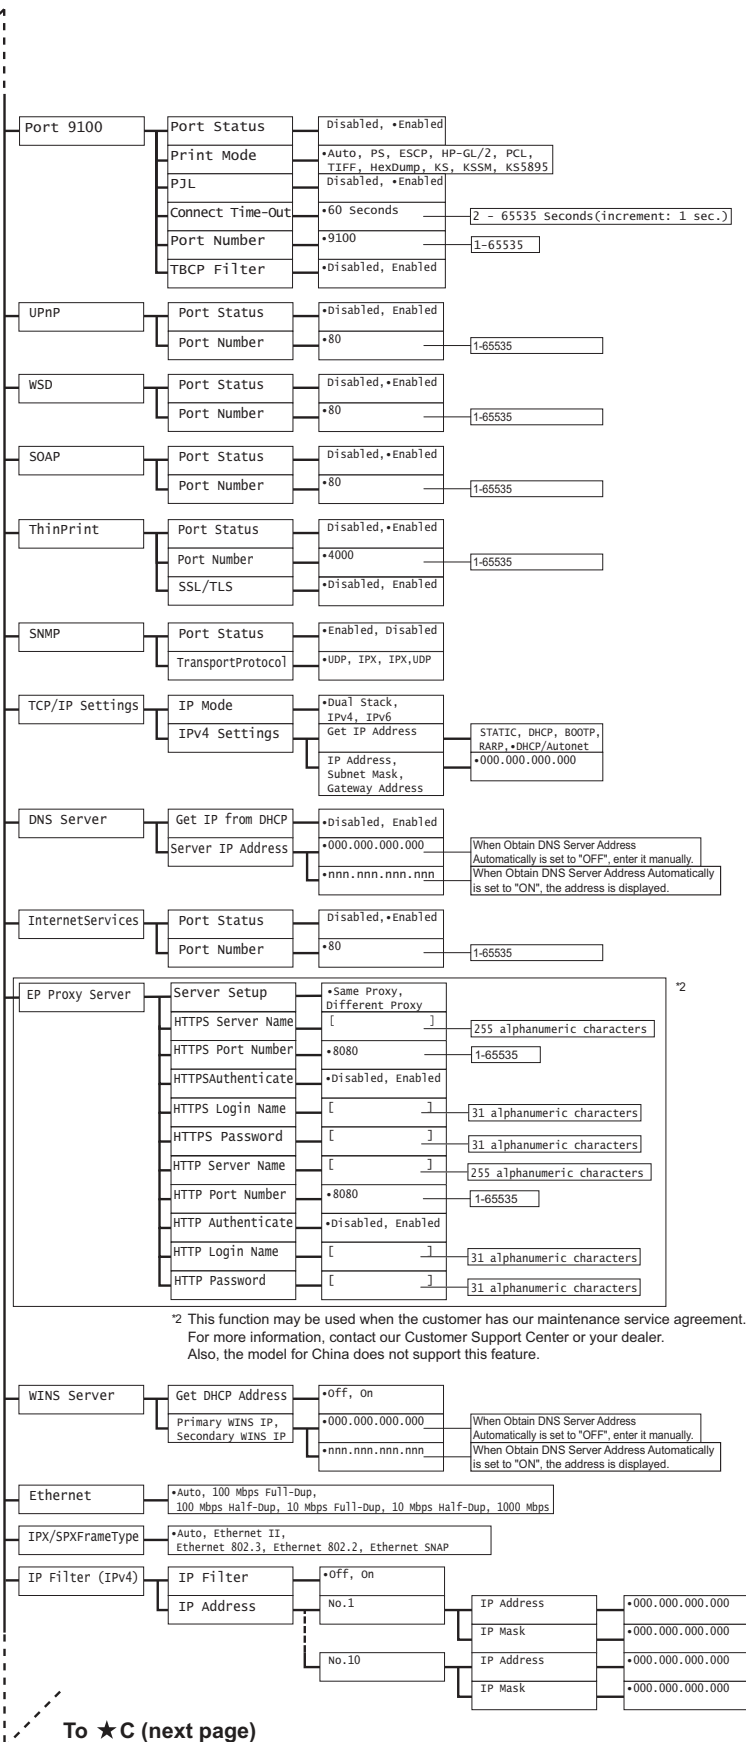 Port 9100
Port Status
Disabled, •Enabled
Print Mode
•Auto, PS, ESCP, HP-GL/2, PCL,
TIFF, HexDump, KS, KSSM, KS5895
PJL
Disabled, •Enabled
Connect Time-Out
•60 Seconds
2 - 65535 Seconds(increment: 1 sec.)
Port Number
•9100
1-65535
TBCP Filter
•Disabled, Enabled
UPnP
Port Status
•Disabled, Enabled
Port Number
•80
1-65535
WSD
Port Status
Disabled,•Enabled
Port Number
•80
1-65535
SOAP
Port Status
Disabled,•Enabled
Port Number
•80
1-65535
ThinPrint
Port Status
Disabled,•Enabled
Port Number
•4000
1-65535
SSL/TLS
•Disabled, Enabled
SNMP
Port Status
•Enabled, Disabled
TransportProtocol
•UDP, IPX, IPX,UDP
TCP/IP Settings
IP Mode
•Dual Stack,
IPv4, IPv6
IPv4 Settings
Get IP Address
STATIC, DHCP, BOOTP,
RARP,•DHCP/Autonet
IP Address,
Subnet Mask,
Gateway Address
•000.000.000.000
DNS Server
Get IP from DHCP
•Disabled, Enabled
Server IP Address
•000.000.000.000
When Obtain DNS Server Address
Automatically is set to "OFF", enter it manually.
•nnn.nnn.nnn.nnn
When Obtain DNS Server Address Automatically
is set to "ON", the address is displayed.
InternetServices
Port Status
Disabled,•Enabled
Port Number
•80
1-65535
EP Proxy Server
Server Setup
•Same Proxy,
Different Proxy
*2
HTTPS Server Name
[ ]
255 alphanumeric characters
HTTPS Port Number
•8080
1-65535
HTTPSAuthenticate
•Disabled, Enabled
HTTPS Login Name
[ ]
31 alphanumeric characters
HTTPS Password
[ ]
31 alphanumeric characters
HTTP Server Name
[ ]
255 alphanumeric characters
HTTP Port Number
•8080
1-65535
HTTP Authenticate
•Disabled, Enabled
HTTP Login Name
[ ]
31 alphanumeric characters
HTTP Password
[ ]
31 alphanumeric characters
*2 This function may be used when the customer has our maintenance service agreement.
For more information, contact our Customer Support Center or your dealer.
Also, the model for China does not support this feature.
WINS Server
Get DHCP Address
•Off, On
Primary WINS IP,
Secondary WINS IP
•000.000.000.000
When Obtain DNS Server Address
Automatically is set to "OFF", enter it manually.
•nnn.nnn.nnn.nnn
When Obtain DNS Server Address Automatically
is set to "ON", the address is displayed.
Ethernet
•Auto, 100 Mbps Full-Dup,
100 Mbps Half-Dup, 10 Mbps Full-Dup, 10 Mbps Half-Dup, 1000 Mbps
IPX/SPXFrameType
•Auto, Ethernet II,
Ethernet 802.3, Ethernet 802.2, Ethernet SNAP
IP Filter (IPv4)
IP Filter
•Off, On
IP Address
No.1
IP Address
•000.000.000.000
IP Mask
•000.000.000.000
No.10
IP Address
•000.000.000.000
IP Mask
•000.000.000.000
To ★C (next page)